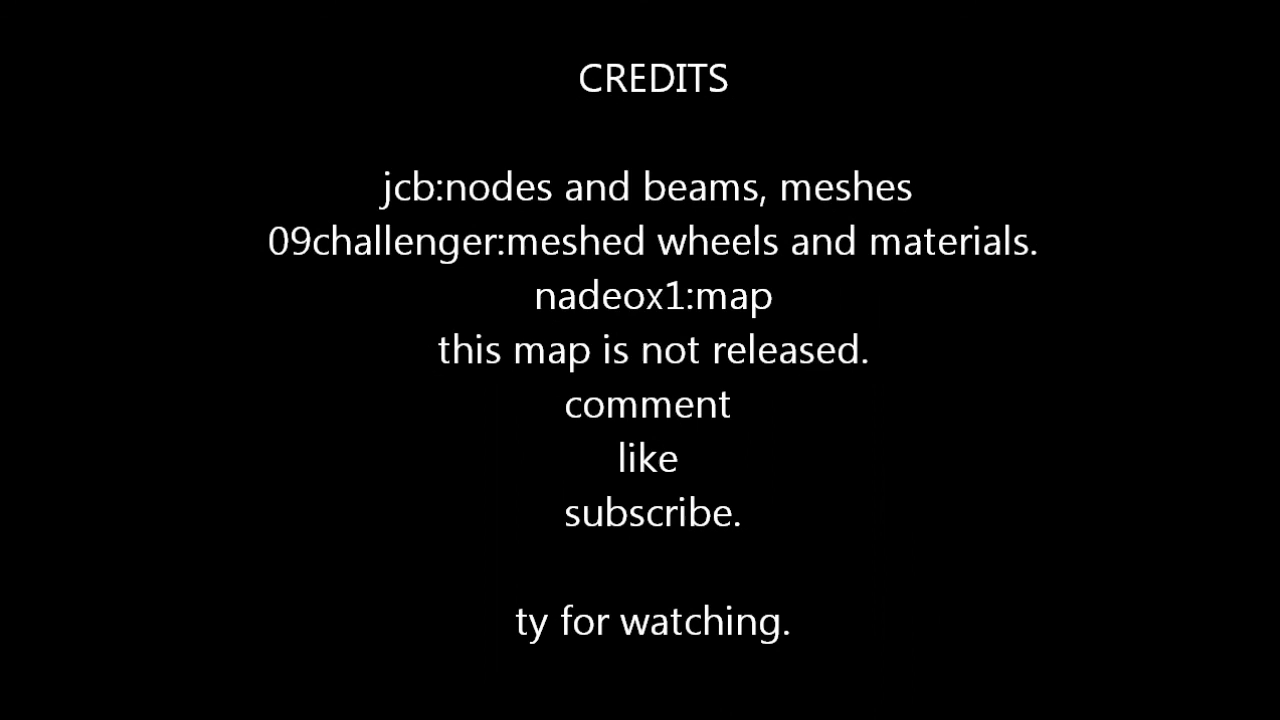 CREDITS
jcb:nodes and beams, meshes
09challenger:meshed wheels and materials.
nadeox1:map
this map is not released.
comment
like
subscribe.
ty for watching.